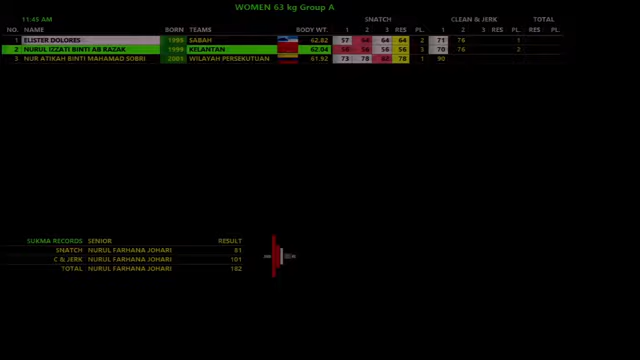 WOMEN 63 kg Group A
11:45 AM SNATCH CLEAN & JERK TOTAL
NO. NAME BORN TEAMS BODY WT. 1 2 3 RES PL. 1 2 3 RES PL. RES PL.
1 ELISTER DOLORES 1995 SABAH 62.82 57 64 64 64 2 71 76 1
2 NURUL IZZATI BINTI AB RAZAK 1999 KELANTAN 62.04 56 56 56 3 70 76 2
3 NUR ATIKAH BINTI MAHAMAD SOBRI 2001 WILAYAH PERSEKUTUAN 61.92 73 78 78 1 90
SUKMA RECORDS SENIOR RESULT
SNATCH NURUL FARHANA JOHARI 81
C & JERK NURUL FARHANA JOHARI 101
TOTAL NURUL FARHANA JOHARI 182